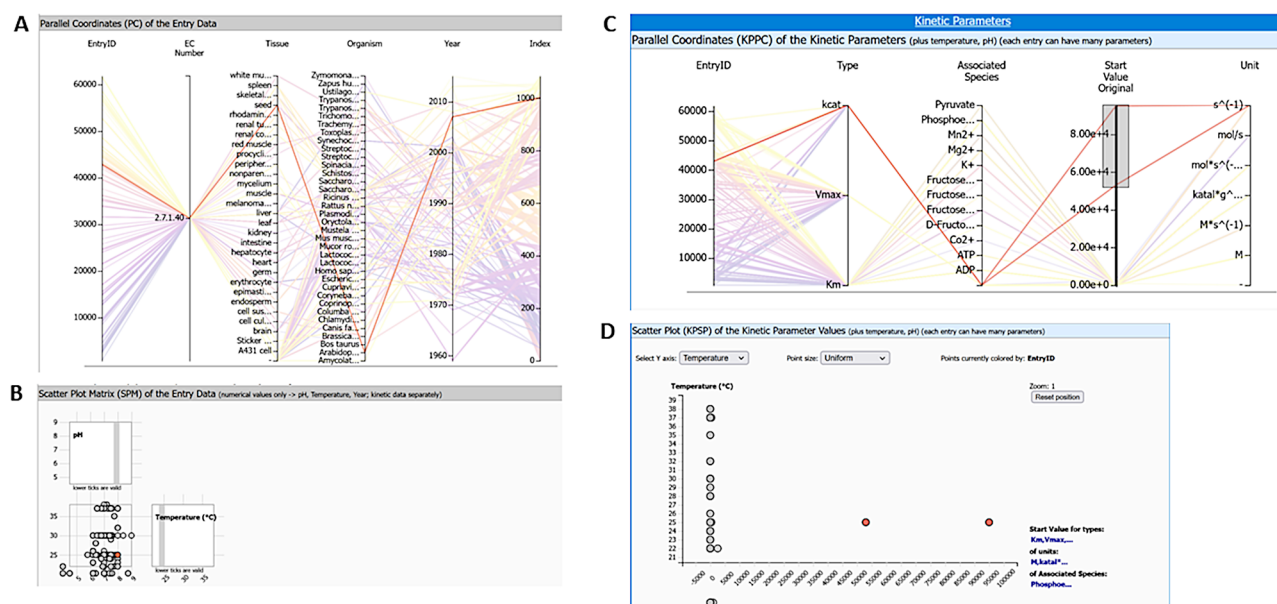 A
Parallel Coordinates (PC) of the Entry Data
EntryID
EC
Number
Tissue
Organism
Year
Index
60000
50000
40000
30000
20000
10000
2.7.1.40
white mu...
spleen
skeletal...
seed
rhodamin...
renal tu...
renal co...
red muscle
procycli...
peripher...
nonparen...
mycelium
muscle
melanoma...
liver
leaf
kidney
intestine
hepatocyte
heart
germ
erythrocyte
epimasti...
endosperm
cell sus...
cell cul...
brain
Sticker ...
A431 cell
Zymomona...
Zapus hu...
Ustilago...
Trypanos...
Trypanos...
Trichomo...
Trachemy...
Toxoplas...
Synechoc...
Streptoc...
Streptoc...
Spinacia...
Schistos...
Saccharo...
Saccharo...
Ricinus ...
Rattus n...
Plasmodi...
Oryctola...
Mustela ...
Mus musc...
Mucor ro...
Lactococ...
Lactococ...
Homo sap...
Escheric...
Cupriavi...
Coryneba...
Coprinop...
Columba ...
Chlamydi...
Canis fa...
Brassica...
Bos taurus
Arabidop...
Amycolat...
2010
2000
1990
1980
1970
1960
1000
800
600
400
200
0
B
Scatter Plot Matrix (SPM) of the Entry Data (numerical values only -> pH, Temperature, Year; kinetic data separately)
9
8
7
6
5
pH
lower ticks are valid
35
30
25
5 6 7 8 9
Temperature (°C)
lower ticks are valid
25 30 35
C
Kinetic Parameters
Parallel Coordinates (KPPC) of the Kinetic Parameters (plus temperature, pH) (each entry can have many parameters)
EntryID
Type
Associated
Species
Start
Value
Original
Unit
60000
50000
40000
30000
20000
10000
kcat
Vmax
Km
Pyruvate
Phosphoe...
Mn2+
Mg2+
K+
Fructose...
Fructose...
Fructose...
D-Fructo...
Co2+
ATP
ADP
-
8.00e+4
6.00e+4
4.00e+4
2.00e+4
0.00e+0
s^(-1)
mol/s
mol*s^(-...
katal*g^...
M*s^(-1)
M
-
D
Scatter Plot (KPSP) of the Kinetic Parameter Values (plus temperature, pH) (each entry can have many parameters)
Select Y axis: Temperature
Point size: Uniform
Points currently colored by: EntryID
Temperature (°C)
Zoom: 1
Reset position
39
38
37
36
35
34
33
32
31
30
29
28
27
26
25
24
23
22
21
-5000 0 5000 10000 15000 20000 25000 30000 35000 40000 45000 50000 55000 60000 65000 70000 75000 80000 85000 90000 95000 100000
Start Value for types:
Km,Vmax,...
of units:
M,katal*...
of Associated Species:
Phosphoe...